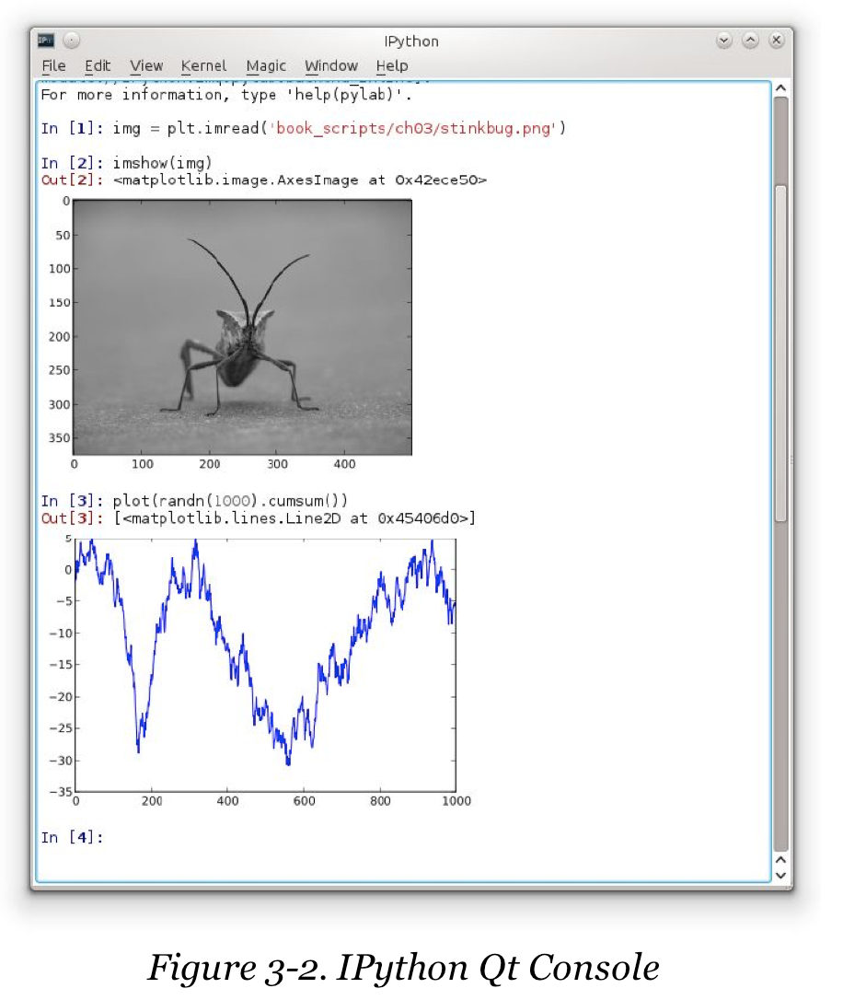 IPython
File Edit View Kernel Magic Window Help
For more information, type 'help(pylab)'.
In [1]: img = plt.imread('book_scripts/ch03/stinkbug.png')
In [2]: imshow(img)
Out[2]: <matplotlib.image.AxesImage at 0x42ece50>
0
50
100
150
200
250
300
350
0 100 200 300 400
In [3]: plot(randn(1000).cumsum())
Out[3]: [<matplotlib.lines.Line2D at 0x45406d0>]
5
0
−5
−10
−15
−20
−25
−30
−35
0 200 400 600 800 1000
In [4]:
Figure 3-2. IPython Qt Console